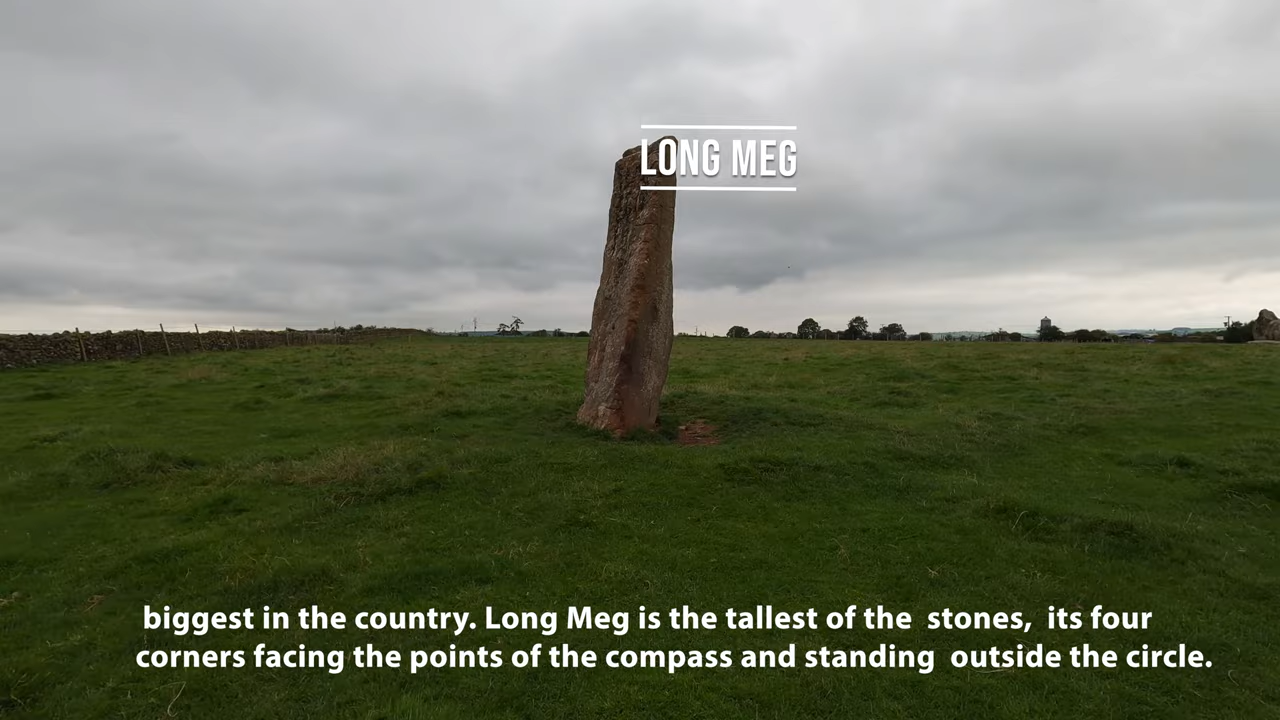 LONG MEG
biggest in the country. Long Meg is the tallest of the stones, its four
corners facing the points of the compass and standing outside the circle.